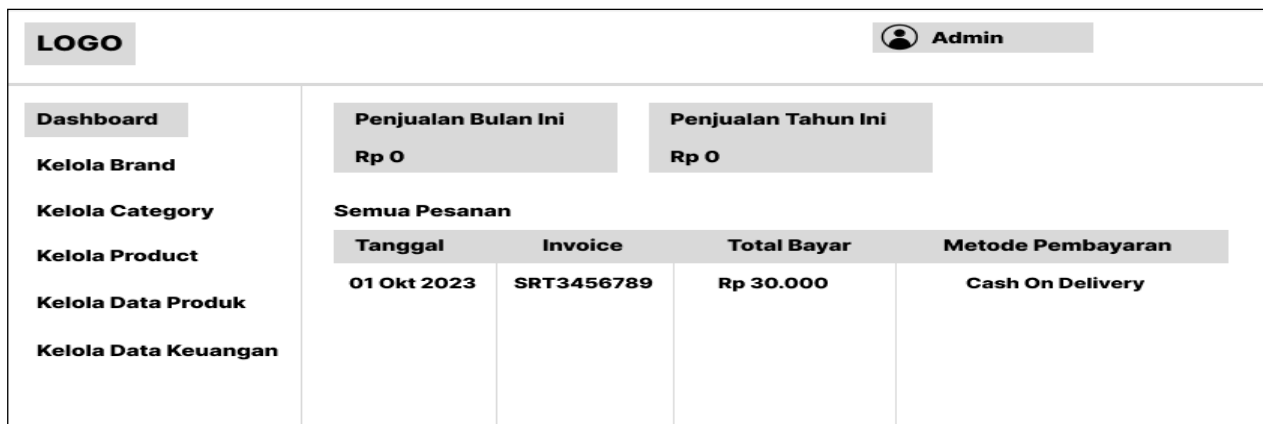 LOGO
Admin
Dashboard
Kelola Brand
Kelola Category
Kelola Product
Kelola Data Produk
Kelola Data Keuangan
Penjualan Bulan Ini
Rp 0
Penjualan Tahun Ini
Rp 0
Semua Pesanan
Tanggal Invoice Total Bayar Metode Pembayaran
01 Okt 2023 SRT3456789 Rp 30.000 Cash On Delivery